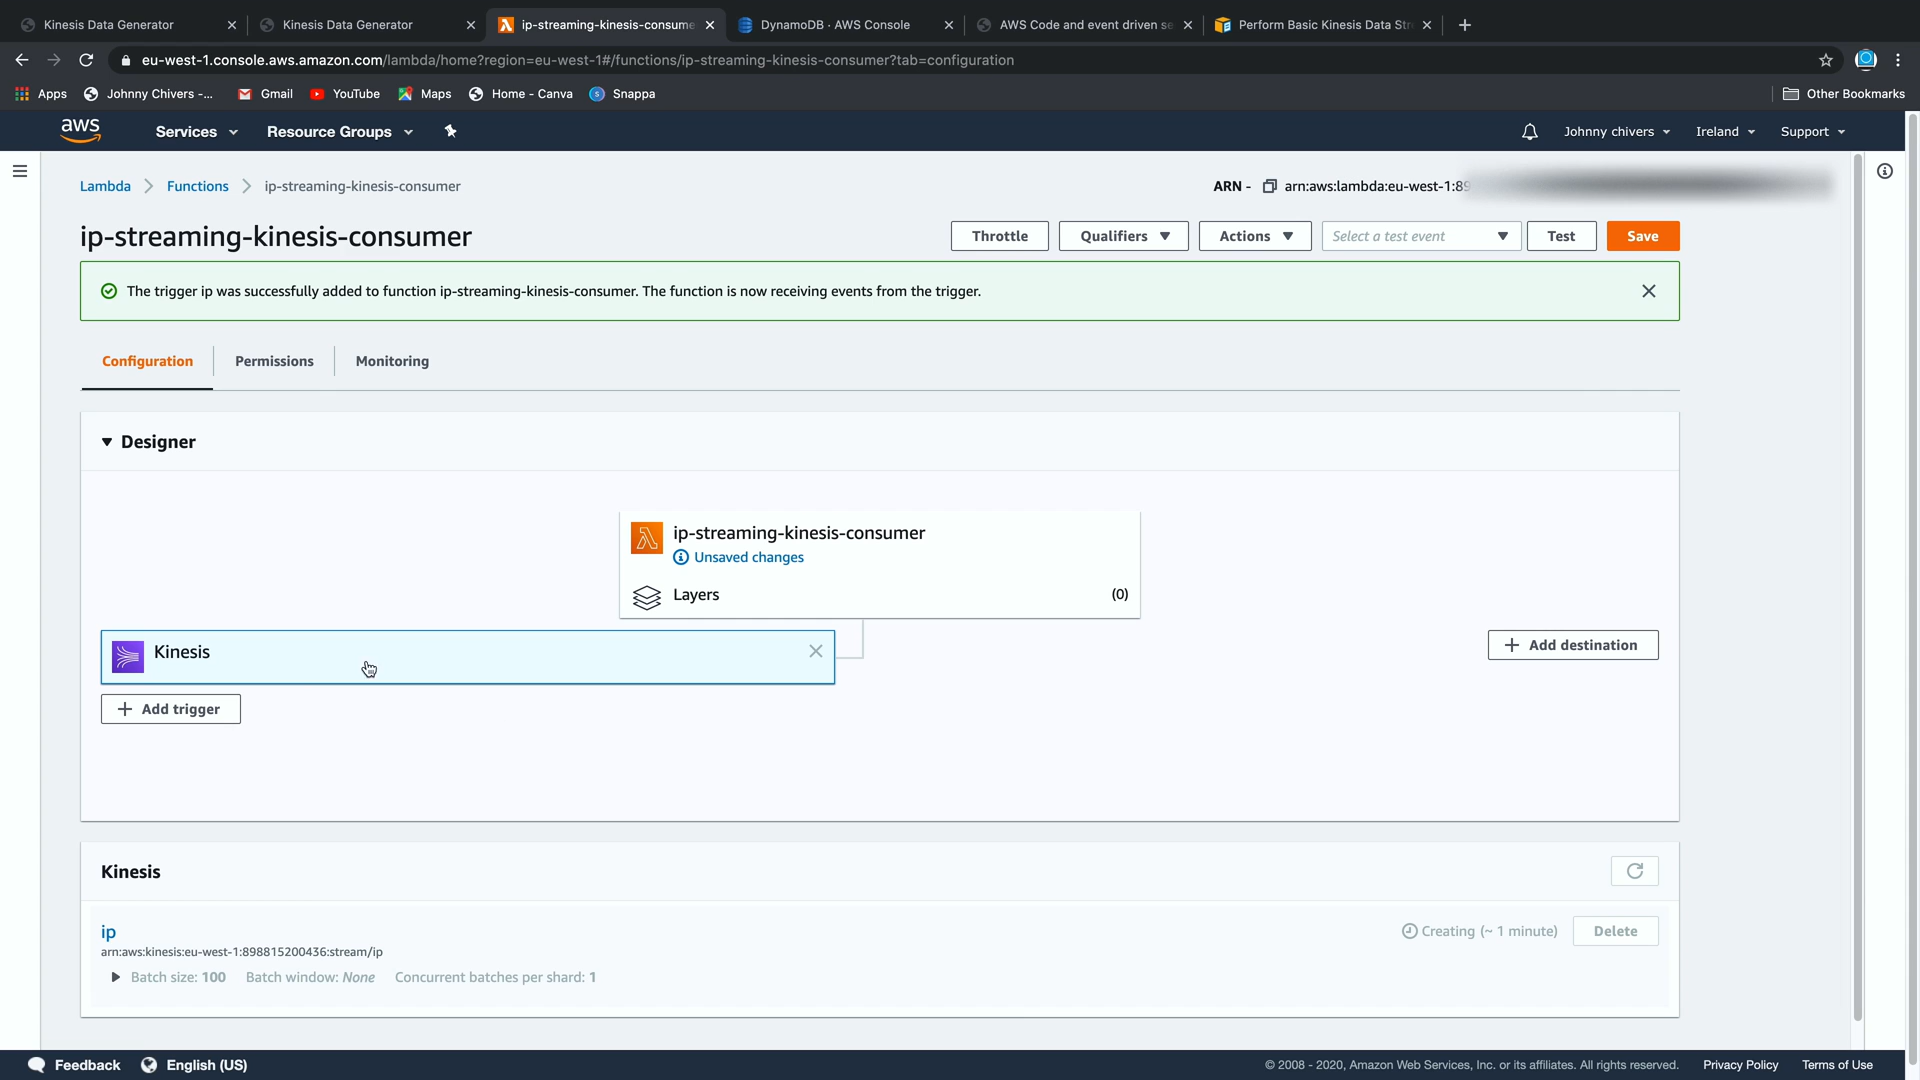 Kinesis Data Generator
Kinesis Data Generator
ip-streaming-kinesis-consume
DynamoDB · AWS Console
AWS Code and event driven se
Perform Basic Kinesis Data Str
eu-west-1.console.aws.amazon.com/lambda/home?region=eu-west-1#/functions/ip-streaming-kinesis-consumer?tab=configuration
Apps
Johnny Chivers -...
Gmail
YouTube
Maps
Home - Canva
Snappa
Other Bookmarks
aws
Services
Resource Groups
Johnny chivers
Ireland
Support
Lambda
Functions
ip-streaming-kinesis-consumer
ARN - arn:aws:lambda:eu-west-1:89
ip-streaming-kinesis-consumer
Throttle
Qualifiers
Actions
Select a test event
Test
Save
The trigger ip was successfully added to function ip-streaming-kinesis-consumer. The function is now receiving events from the trigger.
Configuration
Permissions
Monitoring
Designer
ip-streaming-kinesis-consumer
Unsaved changes
Layers
(0)
Kinesis
Add destination
Add trigger
Kinesis
ip
Creating (~ 1 minute)
Delete
arn:aws:kinesis:eu-west-1:898815200436:stream/ip
Batch size: 100 Batch window: None Concurrent batches per shard: 1
Feedback
English (US)
© 2008 - 2020, Amazon Web Services, Inc. or its affiliates. All rights reserved.
Privacy Policy
Terms of Use